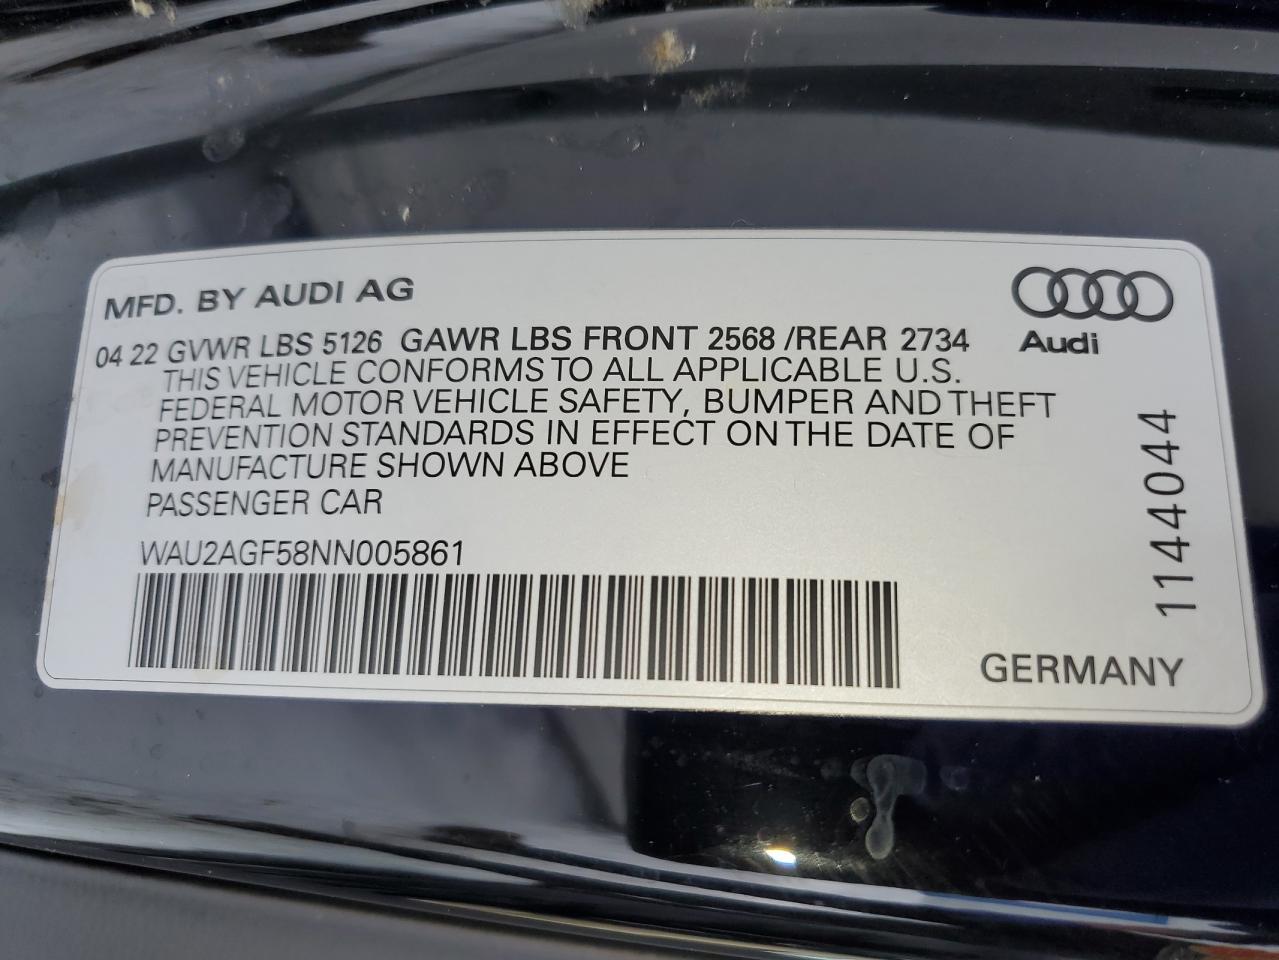 MFD. BY AUDI AG
Audi
04 22 GVWR LBS 5126 GAWR LBS FRONT 2568 /REAR 2734
THIS VEHICLE CONFORMS TO ALL APPLICABLE U.S.
FEDERAL MOTOR VEHICLE SAFETY, BUMPER AND THEFT
PREVENTION STANDARDS IN EFFECT ON THE DATE OF
MANUFACTURE SHOWN ABOVE
PASSENGER CAR
WAU2AGF58NN005861
1144044
GERMANY